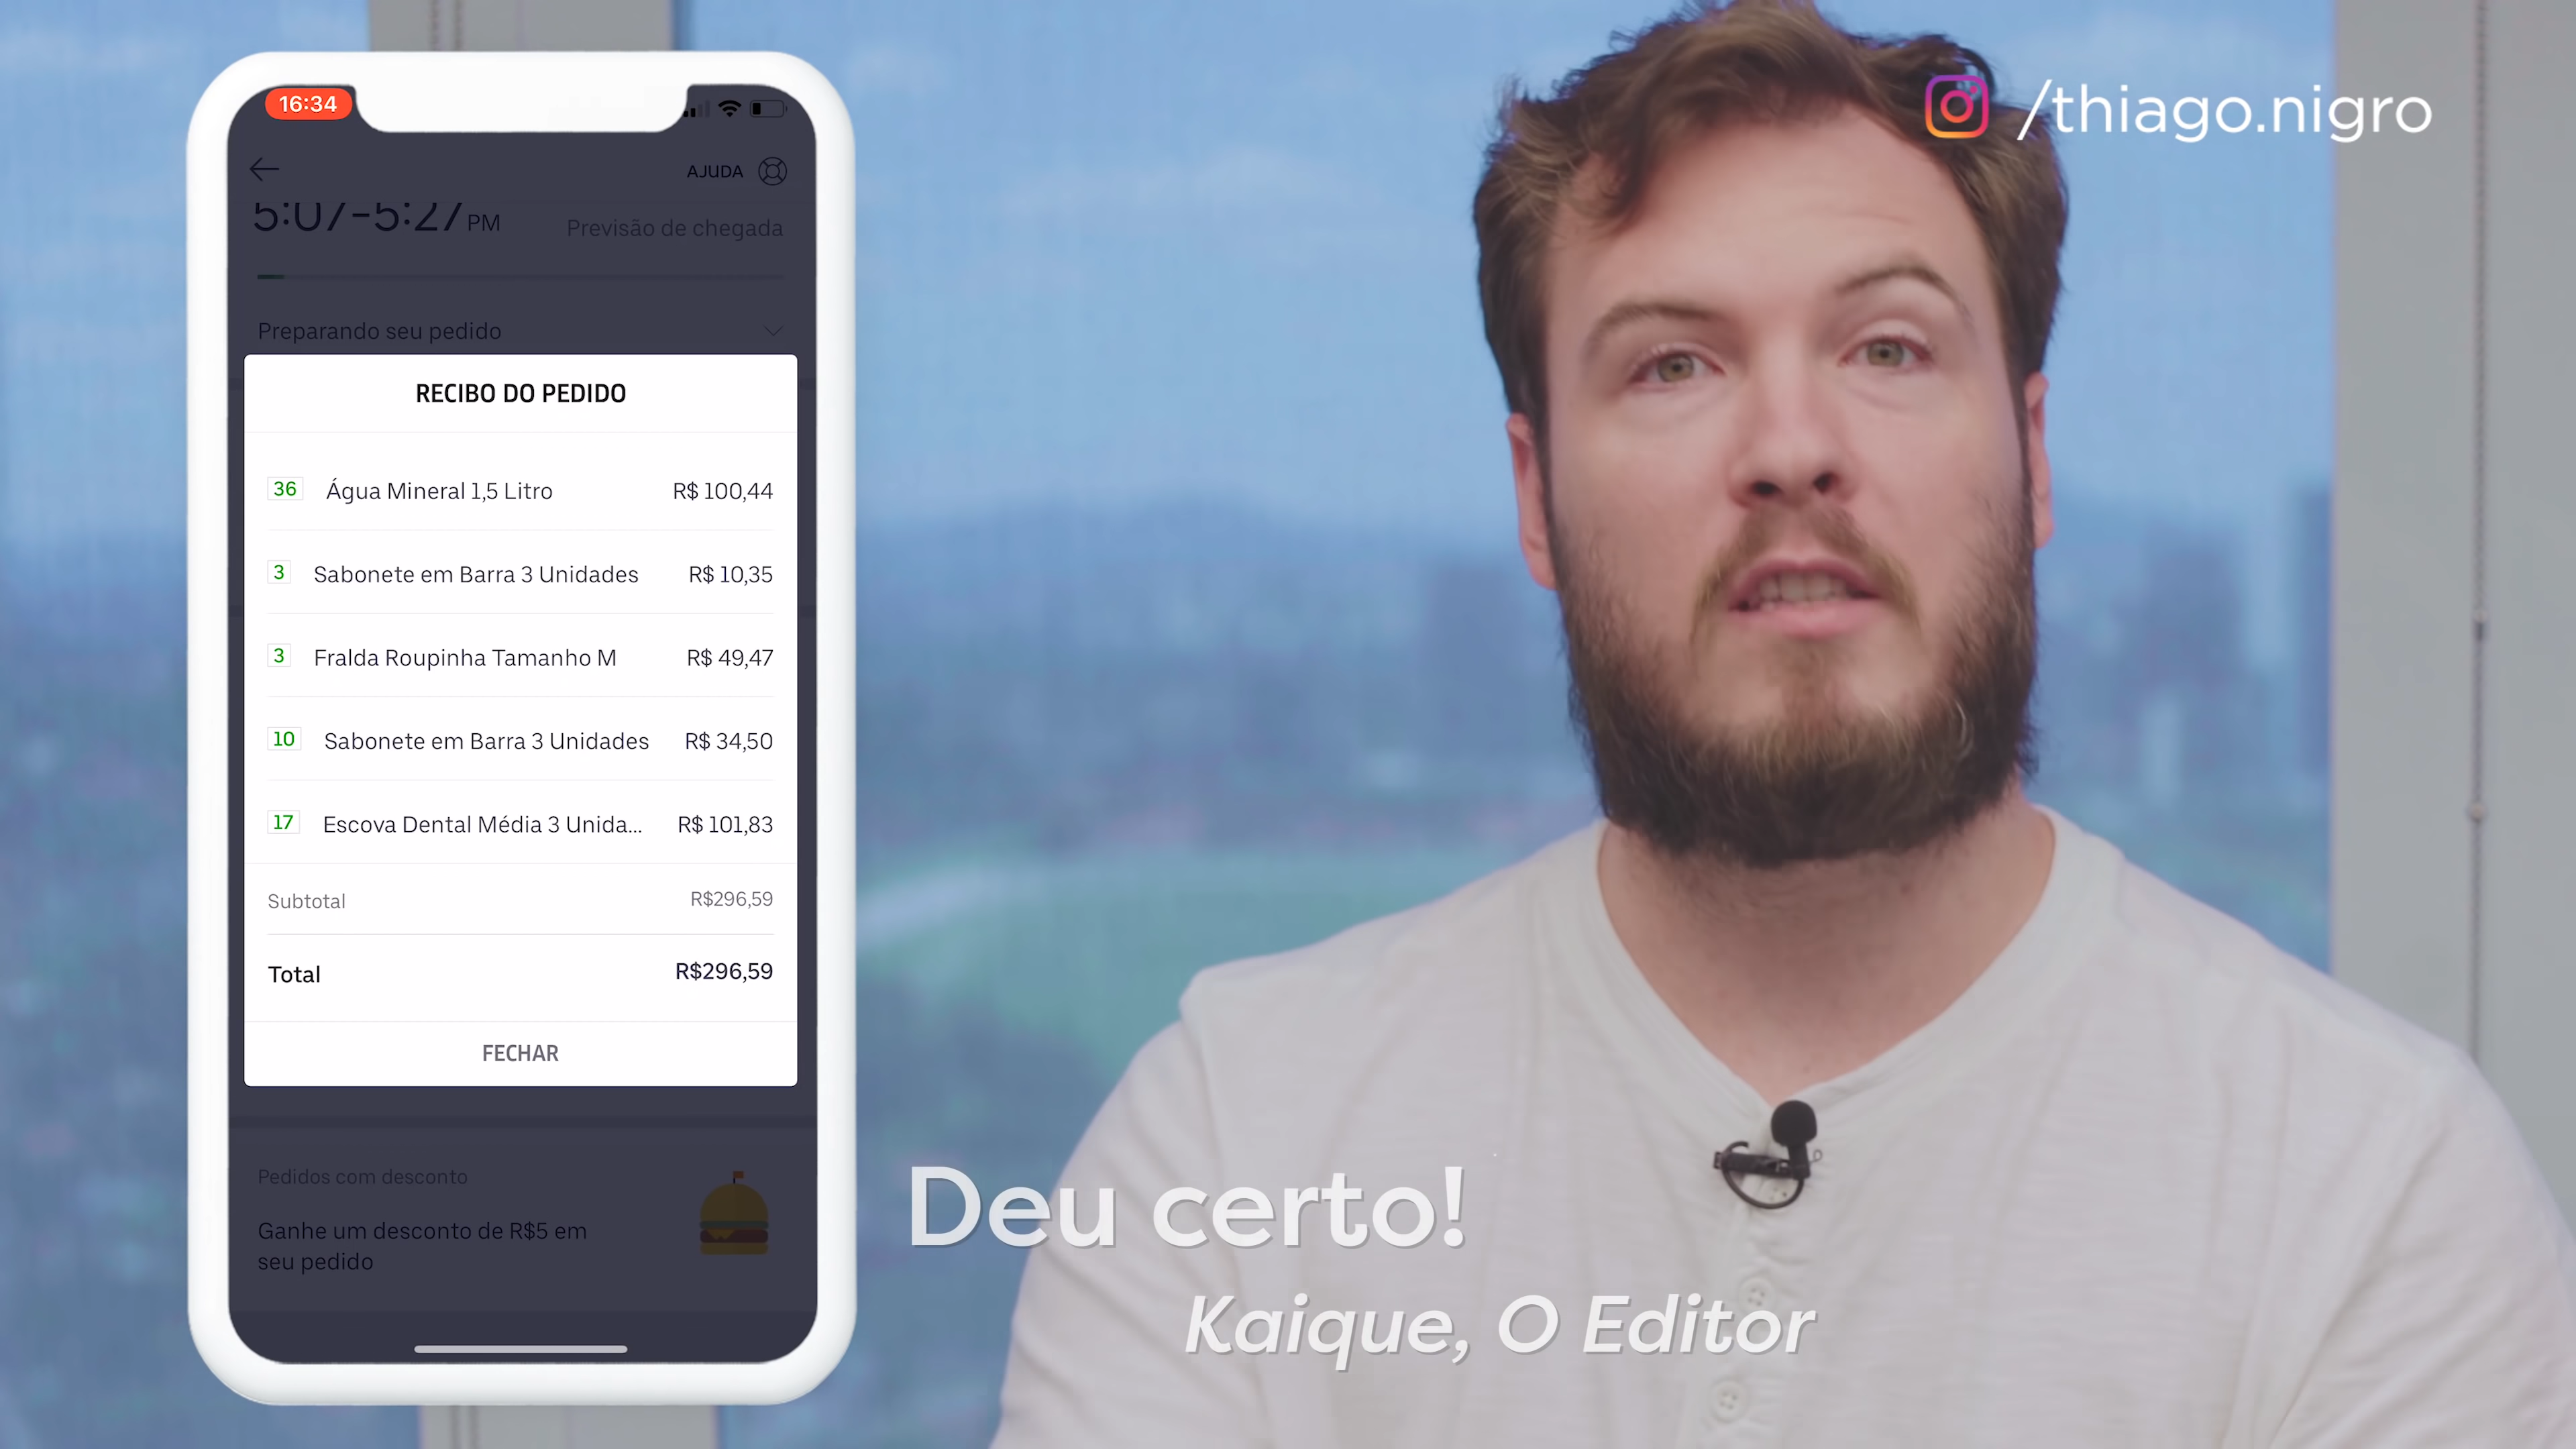 16:34
AJUDA
5:07-5:27 PM
Previsão de chegada
Preparando seu pedido
RECIBO DO PEDIDO
36 Água Mineral 1,5 Litro R$ 100,44
3 Sabonete em Barra 3 Unidades R$ 10,35
3 Fralda Roupinha Tamanho M R$ 49,47
10 Sabonete em Barra 3 Unidades R$ 34,50
17 Escova Dental Média 3 Unida... R$ 101,83
Subtotal R$296,59
Total R$296,59
FECHAR
Pedidos com desconto
Ganhe um desconto de R$5 em
seu pedido
/thiago.nigro
Deu certo!
Kaique, O Editor